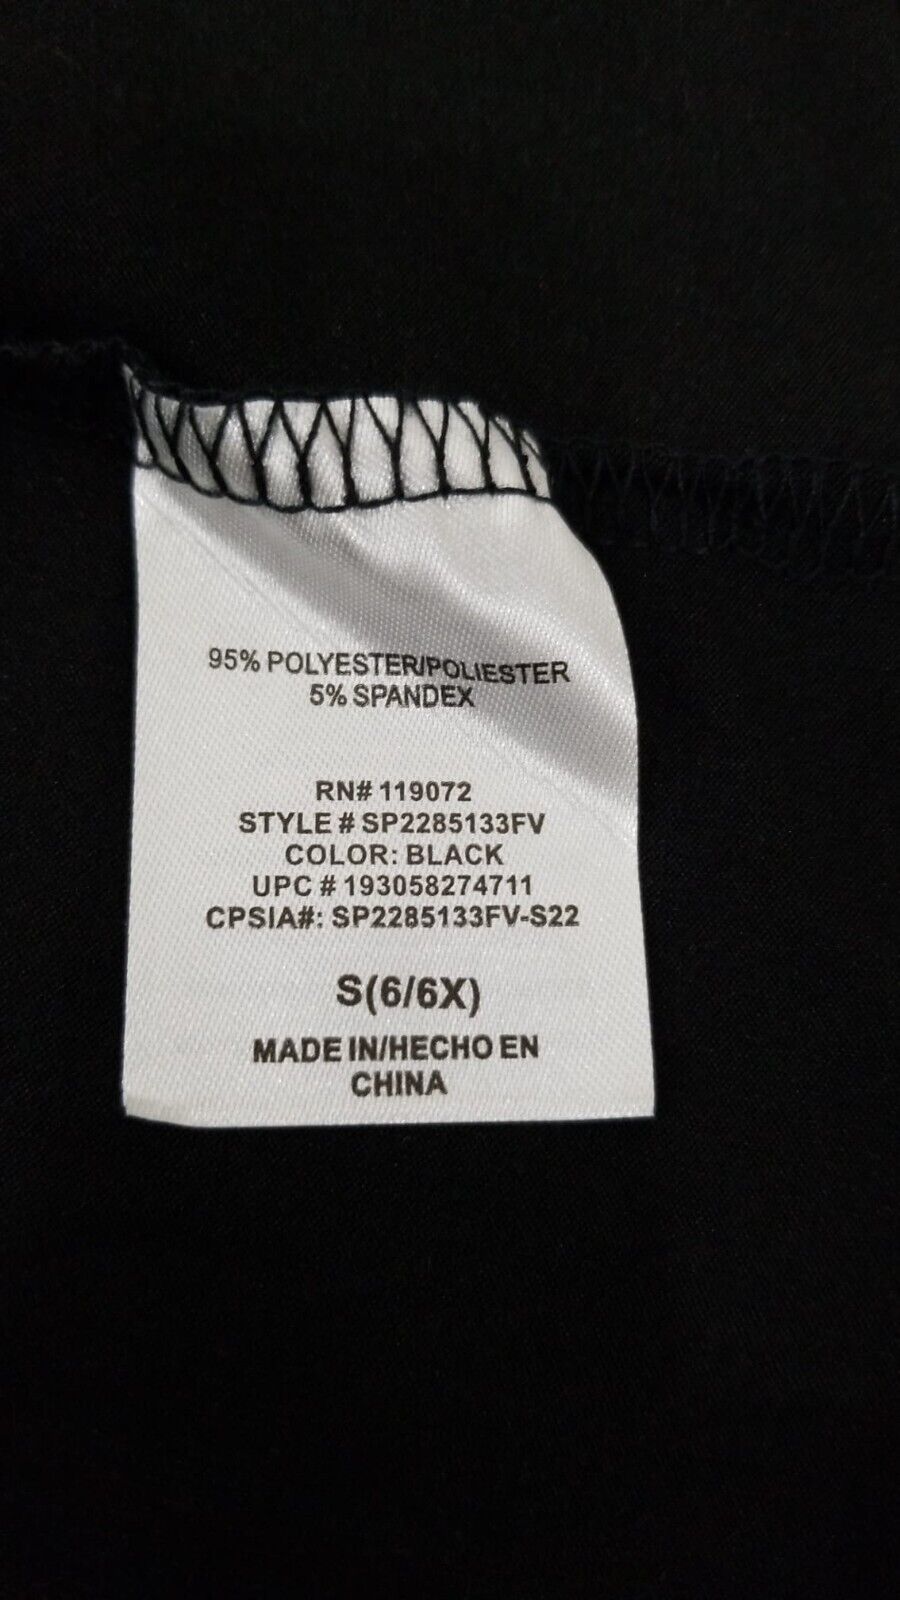 95% POLYESTER/POLIESTER
5% SPANDEX
RN# 119072
STYLE # SP2285133FV
COLOR: BLACK
UPC # 193058274711
CPSIA#: SP2285133FV-S22
S(6/6X)
MADE IN/HECHO EN
CHINA